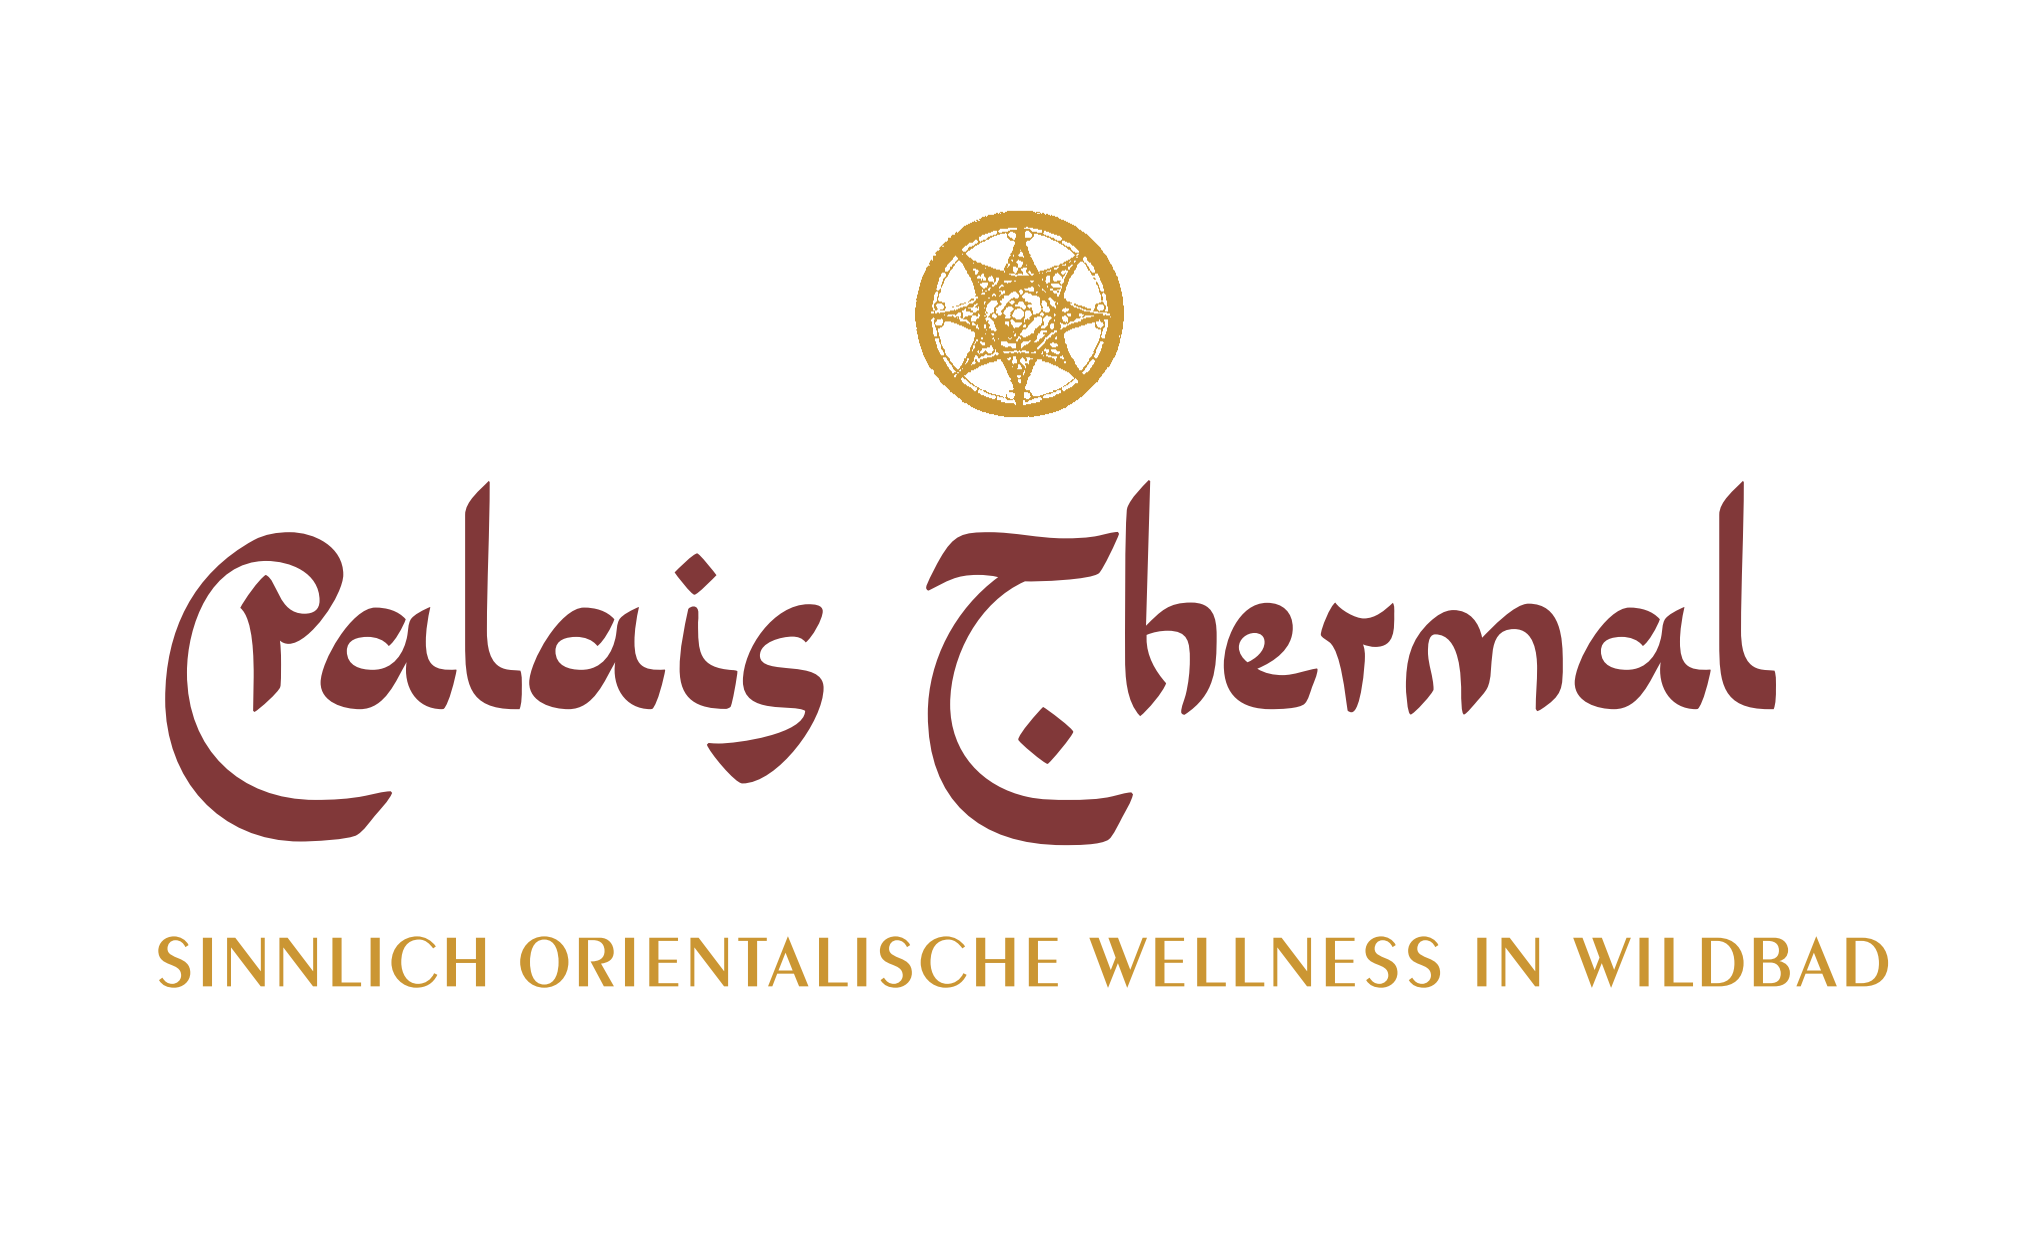 Palais Thermal
SINNLICH ORIENTALISCHE WELLNESS IN WILDBAD